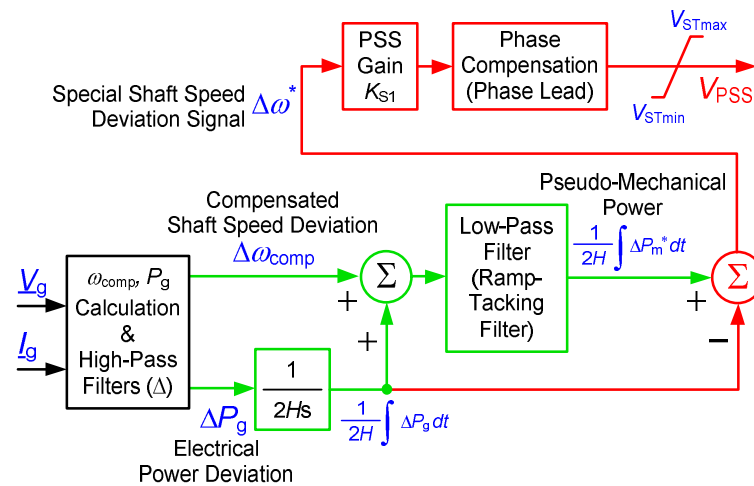 PSS
Gain
K_S1
Phase
Compensation
(Phase Lead)
V_STmax
V_STmin
V_PSS
Special Shaft Speed
Deviation Signal
Δω*
Compensated
Shaft Speed Deviation
Δω_comp
Pseudo-Mechanical
Power
1/2H ∫ ΔP_m* dt
V_g
I_g
ω_comp, P_g
Calculation
&
High-Pass
Filters (Δ)
Σ
+
+
Low-Pass
Filter
(Ramp-
Tacking
Filter)
Σ
+
−
ΔP_g
1
2Hs
1/2H ∫ ΔP_g dt
Electrical
Power Deviation